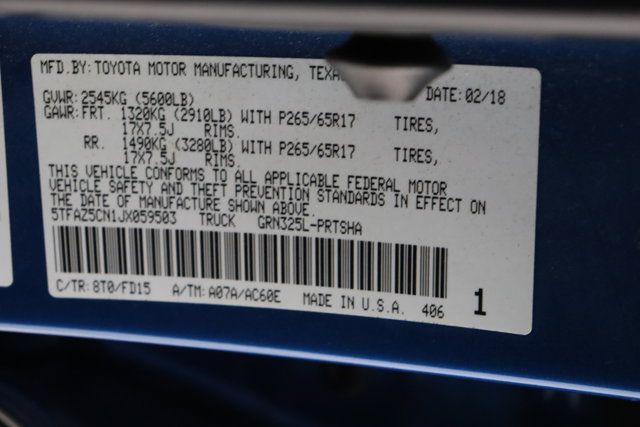 MFD.BY: TOYOTA MOTOR MANUFACTURING, DATE: 02/18
GVWR: 2545KG (5600LB)
GAWR: FRT. 1320KG (2910LB) WITH P265/65R17 TIRES,
17X7.5J RIMS.
RR. 1490KG (3280LB) WITH P265/65R17 TIRES,
17X7.5J RIMS.
THIS VEHICLE CONFORMS TO ALL APPLICABLE FEDERAL MOTOR
VEHICLE SAFETY AND THEFT PREVENTION STANDARDS IN EFFECT ON
THE DATE OF MANUFACTURE SHOWN ABOVE.
5TFAZ5CN1JX059503 TRUCK GRN325L-PRTSHA
C/TR: 8T0/FD15 A/TM: A07A/AC60E MADE IN U.S.A. 406 1